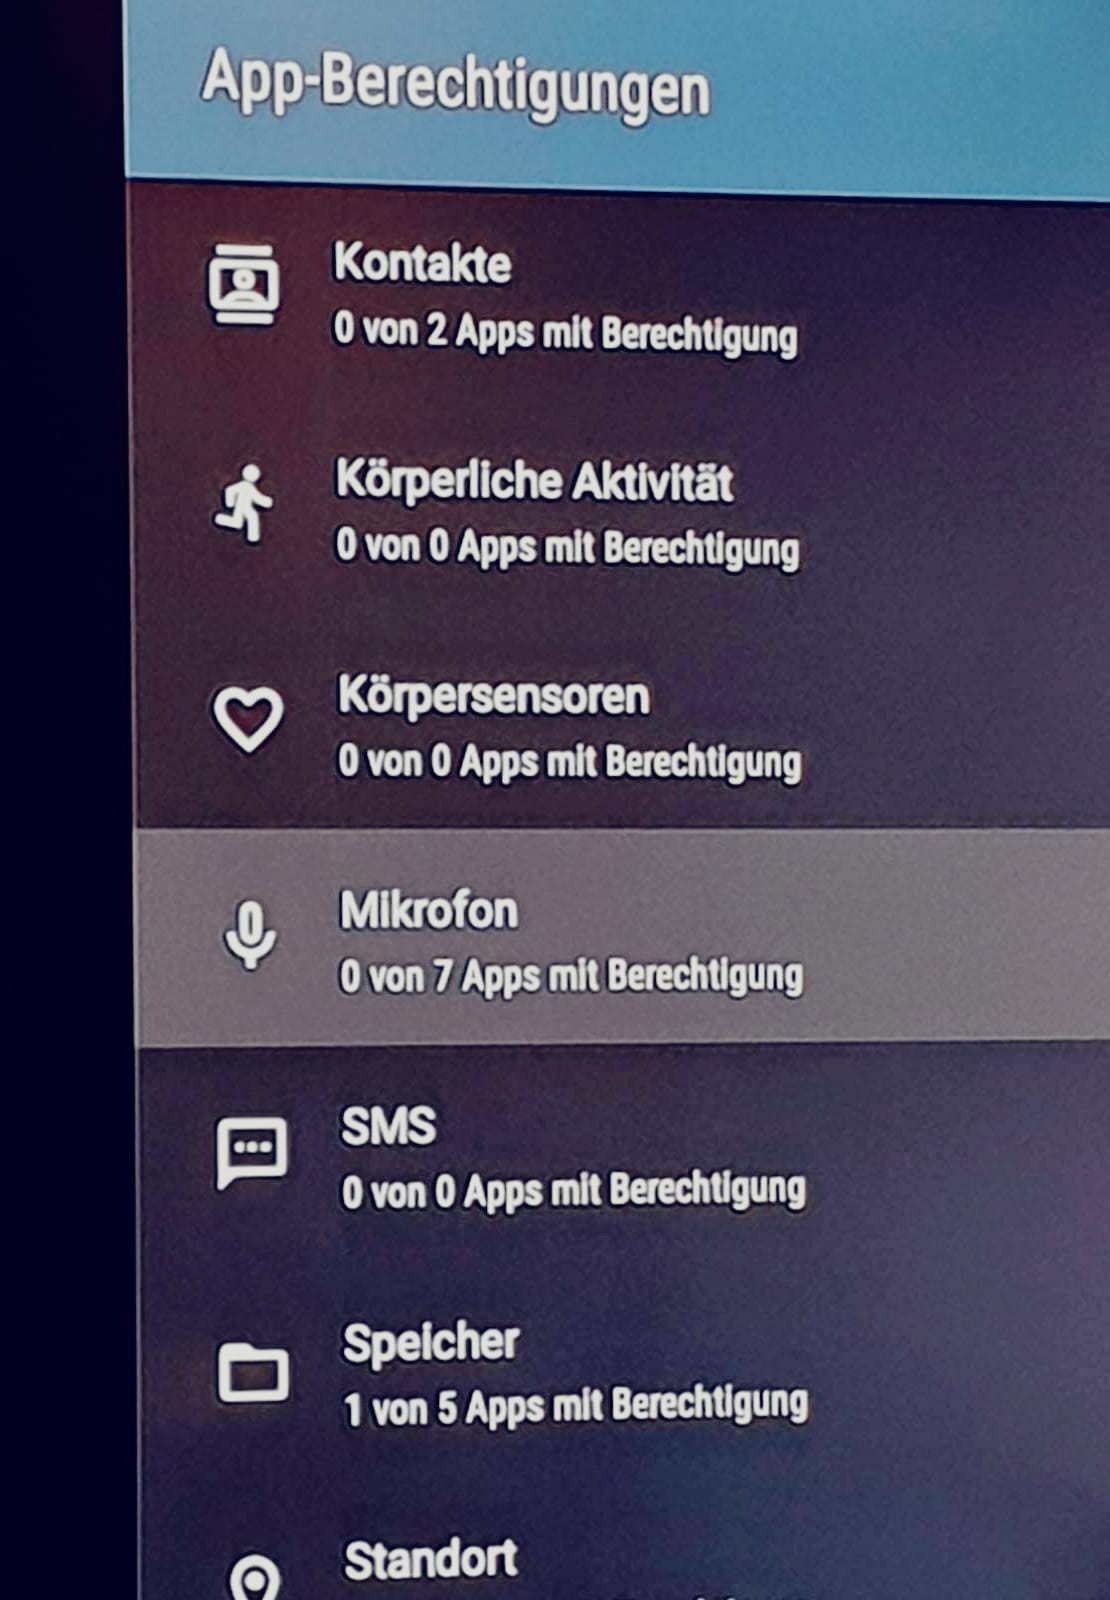 App-Berechtigungen
Kontakte
0 von 2 Apps mit Berechtigung
Körperliche Aktivität
0 von 0 Apps mit Berechtigung
Körpersensoren
0 von 0 Apps mit Berechtigung
Mikrofon
0 von 7 Apps mit Berechtigung
SMS
0 von 0 Apps mit Berechtigung
Speicher
1 von 5 Apps mit Berechtigung
Standort